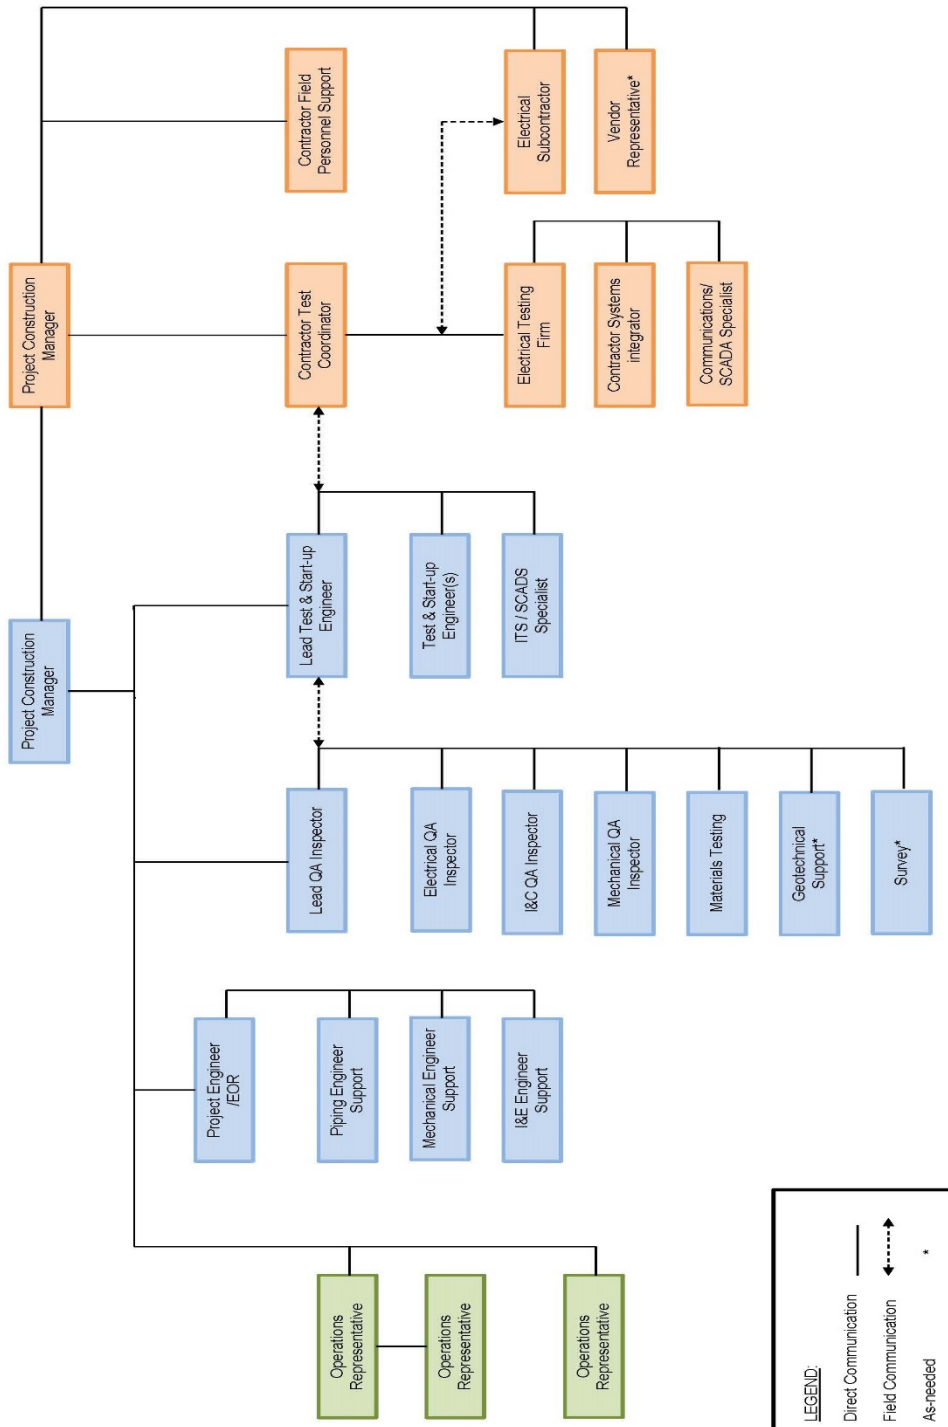 Project Construction
Manager
Project Construction
Manager
Operations
Representative
Operations
Representative
Operations
Representative
Project Engineer
/EOR
Piping Engineer
Support
Mechanical Engineer
Support
I&E Engineer
Support
Lead QA Inspector
Electrical QA
Inspector
I&C QA Inspector
Mechanical QA
Inspector
Materials Testing
Geotechnical
Support*
Survey*
Lead Test & Start-up
Engineer
Test & Start-up
Engineer(s)
ITS / SCADS
Specialist
Contractor Test
Coordinator
Electrical Testing
Firm
Contractor Systems
integrator
Communications/
SCADA Specialist
Contractor Field
Personnel Support
Electrical
Subcontractor
Vendor
Representative*
LEGEND:
Direct Communication
Field Communication
As-needed *